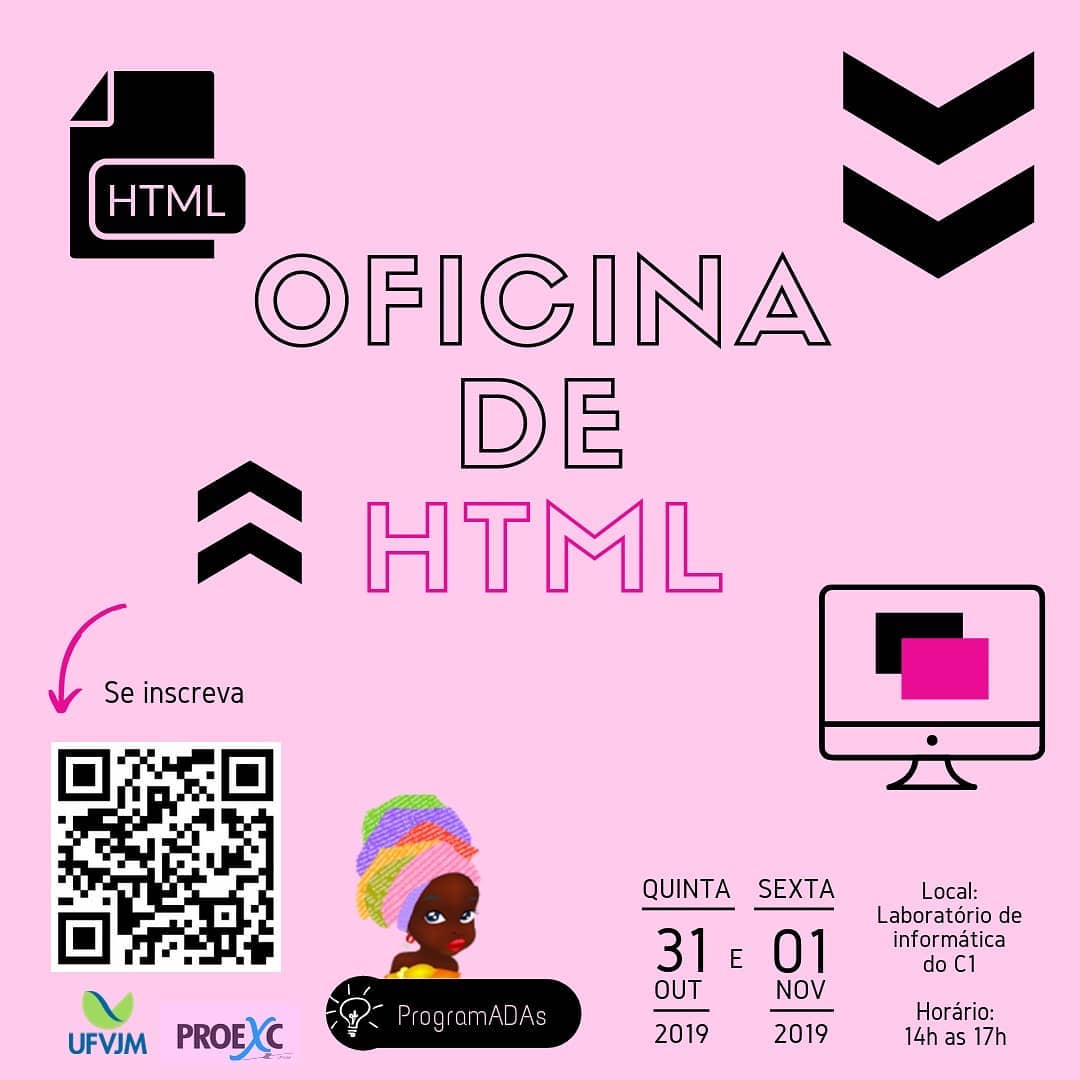 HTML
OFICINA
DE
HTML
Se inscreva
UFVJM
PROEXC
ProgramADAs
QUINTA
31
OUT
2019
E
SEXTA
01
NOV
2019
Local:
Laboratório de
informática
do C1
Horário:
14h as 17h